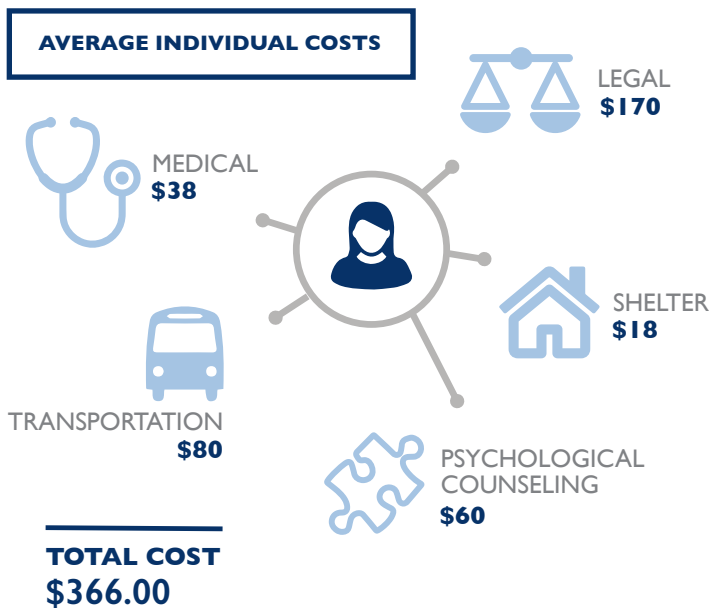 AVERAGE INDIVIDUAL COSTS
LEGAL
$170
MEDICAL
$38
SHELTER
$18
TRANSPORTATION
$80
PSYCHOLOGICAL
COUNSELING
$60
TOTAL COST
$366.00